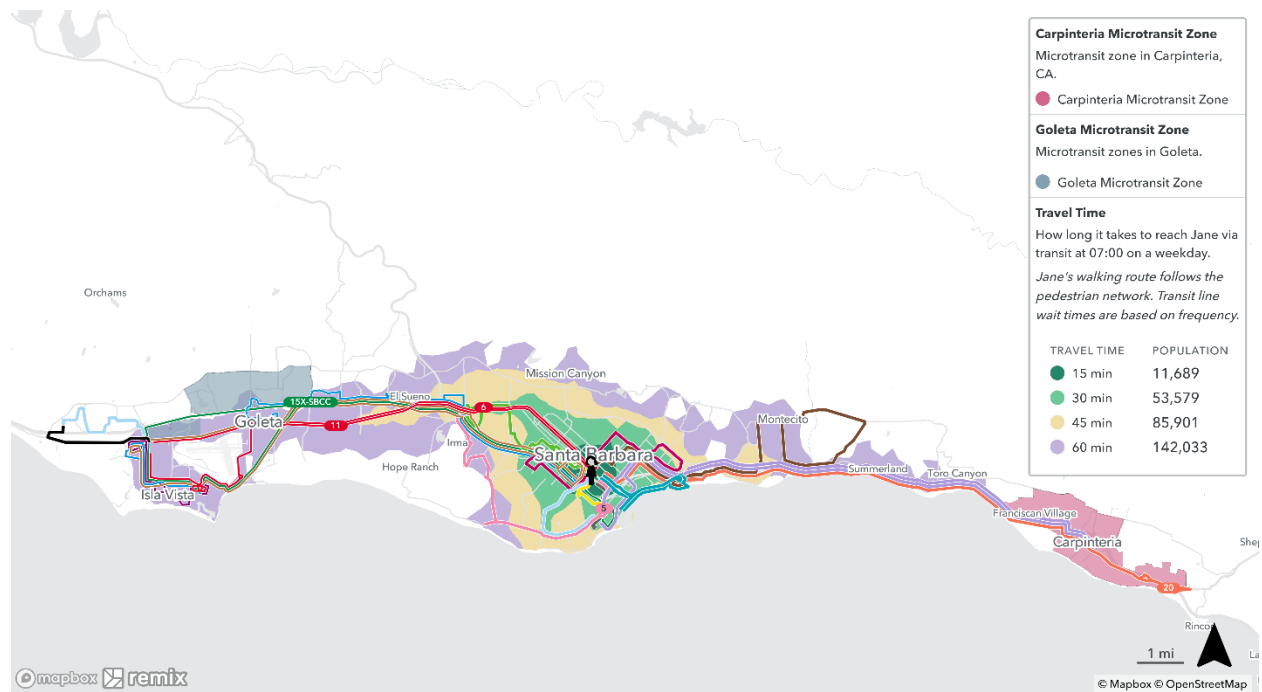 Carpinteria Microtransit Zone
Microtransit zone in Carpinteria,
CA.
Carpinteria Microtransit Zone
Goleta Microtransit Zone
Microtransit zones in Goleta.
Goleta Microtransit Zone
Travel Time
How long it takes to reach Jane via
transit at 07:00 on a weekday.
Jane's walking route follows the
pedestrian network. Transit line
wait times are based on frequency.
TRAVEL TIME POPULATION
15 min 11,689
30 min 53,579
45 min 85,901
60 min 142,033
Orchams
Mission Canyon
El Sueno
15X-SBCC
6
Goleta
11
Montecito
Irma
Santa Barbara
Hope Ranch
Summerland
Toro Canyon
Isla Vista
5
Franciscan Village
Carpinteria
20
1 mi
mapbox remix
© Mapbox © OpenStreetMap